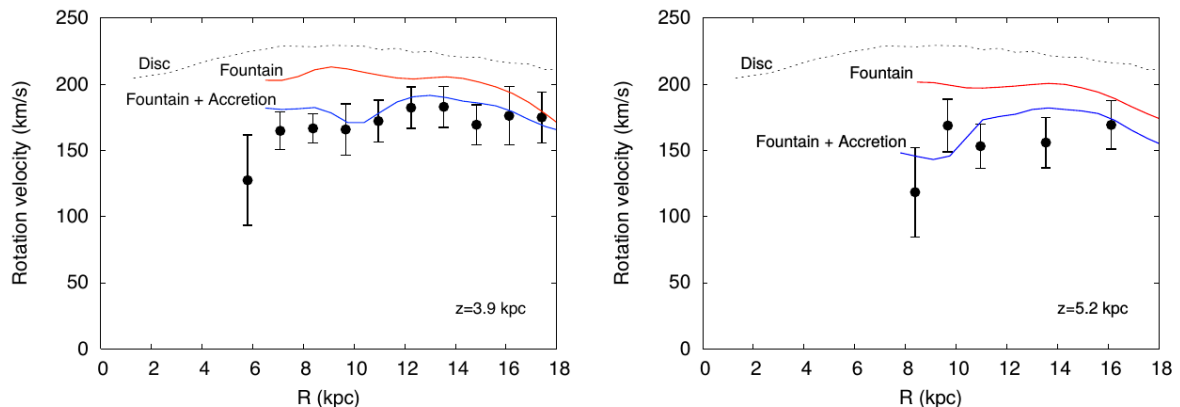 250
200
150
100
50
0
Rotation velocity (km/s)
Disc
Fountain
Fountain + Accretion
z=3.9 kpc
0 2 4 6 8 10 12 14 16 18
R (kpc)
250
200
150
100
50
0
Rotation velocity (km/s)
Disc
Fountain
Fountain + Accretion
z=5.2 kpc
0 2 4 6 8 10 12 14 16 18
R (kpc)